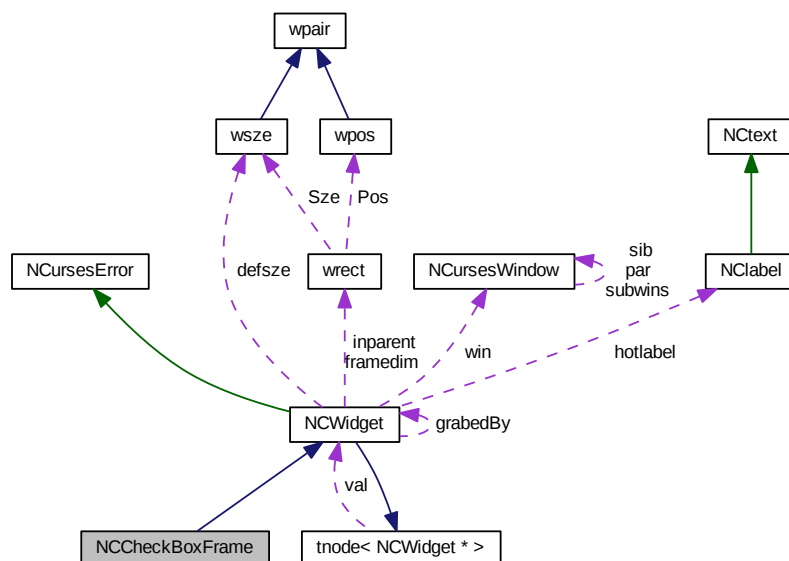 wpair
wsze
wpos
NCtext
Sze
Pos
NCursesError
defsze
wrect
NCursesWindow
sib
par
subwins
NClabel
inparent
framedim
win
hotlabel
NCWidget
grabedBy
val
NCCheckBoxFrame
tnode< NCWidget * >